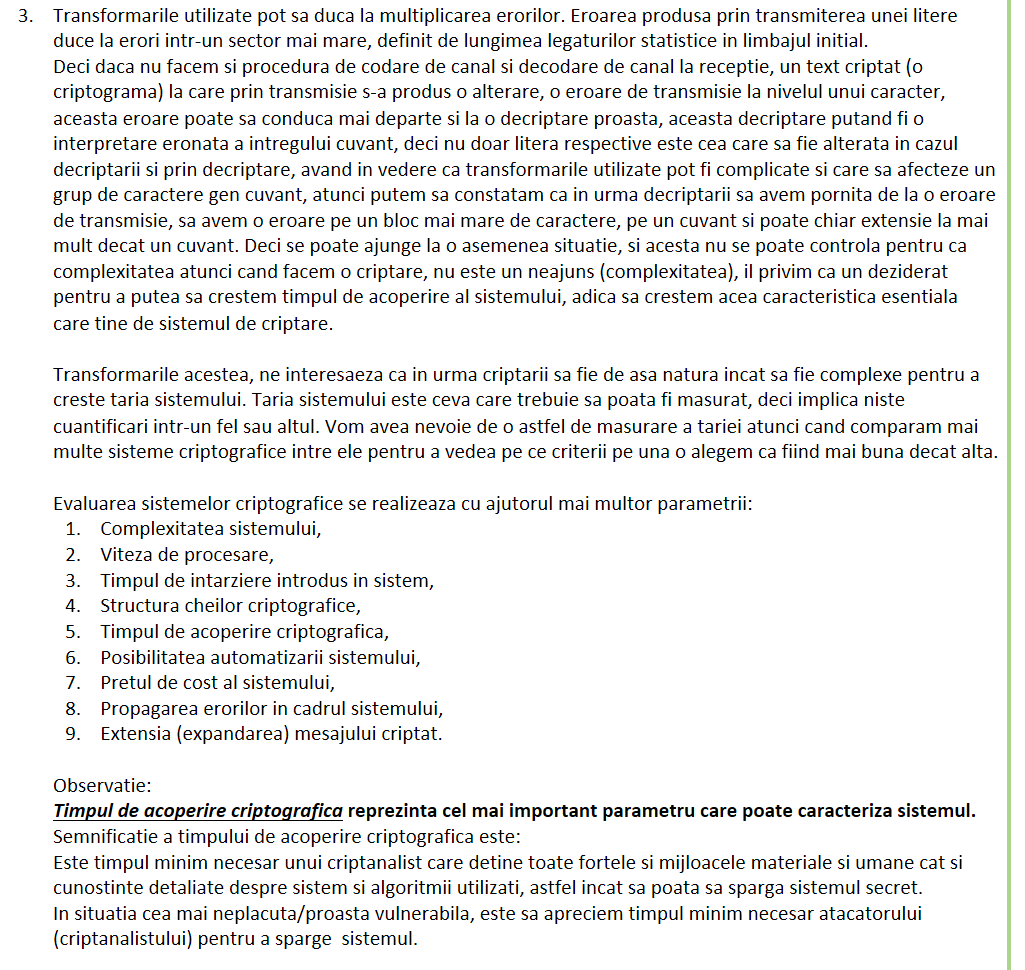 3. Transformarile utilizate pot sa duca la multiplicarea erorilor. Eroarea produsa prin transmiterea unei litere
duce la erori intr-un sector mai mare, definit de lungimea legaturilor statistice in limbajul initial.
Deci daca nu facem si procedura de codare de canal si decodare de canal la receptie, un text criptat (o
criptograma) la care prin transmisie s-a produs o alterare, o eroare de transmisie la nivelul unui caracter,
aceasta eroare poate sa conduca mai departe si la o decriptare proasta, aceasta decriptare putand fi o
interpretare eronata a intregului cuvant, deci nu doar litera respective este cea care sa fie alterata in cazul
decriptarii si prin decriptare, avand in vedere ca transformarile utilizate pot fi complicate si care sa afecteze un
grup de caractere gen cuvant, atunci putem sa constatam ca in urma decriptarii sa avem pornita de la o eroare
de transmisie, sa avem o eroare pe un bloc mai mare de caractere, pe un cuvant si poate chiar extensie la mai
mult decat un cuvant. Deci se poate ajunge la o asemenea situatie, si acesta nu se poate controla pentru ca
complexitatea atunci cand facem o criptare, nu este un neajuns (complexitatea), il privim ca un deziderat
pentru a putea sa crestem timpul de acoperire al sistemului, adica sa crestem acea caracteristica esentiala
care tine de sistemul de criptare.
Transformarile acestea, ne interesaeza ca in urma criptarii sa fie de asa natura incat sa fie complexe pentru a
creste taria sistemului. Taria sistemului este ceva care trebuie sa poata fi masurat, deci implica niste
cuantificari intr-un fel sau altul. Vom avea nevoie de o astfel de masurare a tariei atunci cand comparam mai
multe sisteme criptografice intre ele pentru a vedea pe ce criterii pe una o alegem ca fiind mai buna decat alta.
Evaluarea sistemelor criptografice se realizeaza cu ajutorul mai multor parametrii:
1. Complexitatea sistemului,
2. Viteza de procesare,
3. Timpul de intarziere introdus in sistem,
4. Structura cheilor criptografice,
5. Timpul de acoperire criptografica,
6. Posibilitatea automatizarii sistemului,
7. Pretul de cost al sistemului,
8. Propagarea erorilor in cadrul sistemului,
9. Extensia (expandarea) mesajului criptat.
Observatie:
Timpul de acoperire criptografica reprezinta cel mai important parametru care poate caracteriza sistemul.
Semnificatie a timpului de acoperire criptografica este:
Este timpul minim necesar unui criptanalist care detine toate fortele si mijloacele materiale si umane cat si
cunostinte detaliate despre sistem si algoritmii utilizati, astfel incat sa poata sa sparga sistemul secret.
In situatia cea mai neplacuta/proasta vulnerabila, este sa apreciem timpul minim necesar atacatorului
(criptanalistului) pentru a sparge  sistemul.